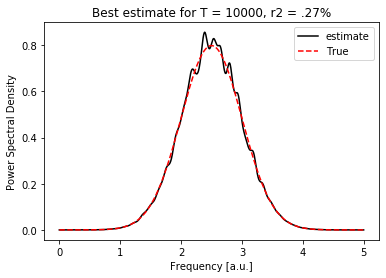 Best estimate for T = 10000, r2 = .27%
estimate
True
Power Spectral Density
0.8
0.6
0.4
0.2
0.0
0 1 2 3 4 5
Frequency [a.u.]